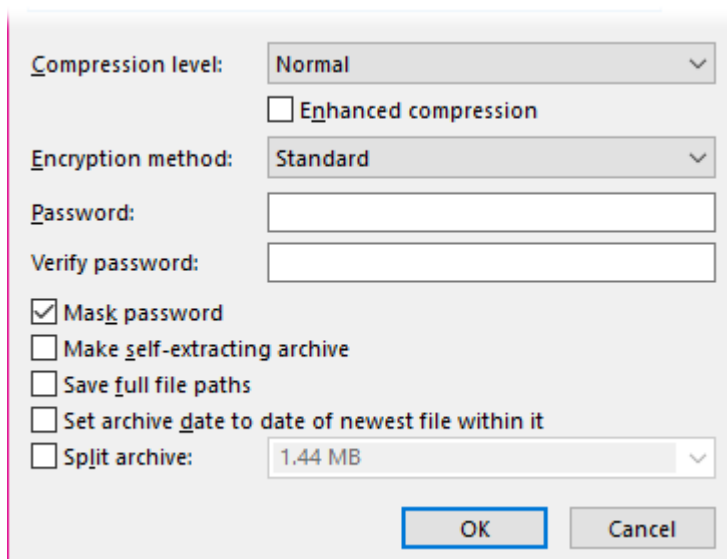 Compression level: Normal
Enhanced compression
Encryption method: Standard
Password:
Verify password:
Mask password
Make self-extracting archive
Save full file paths
Set archive date to date of newest file within it
Split archive: 1.44 MB
OK Cancel